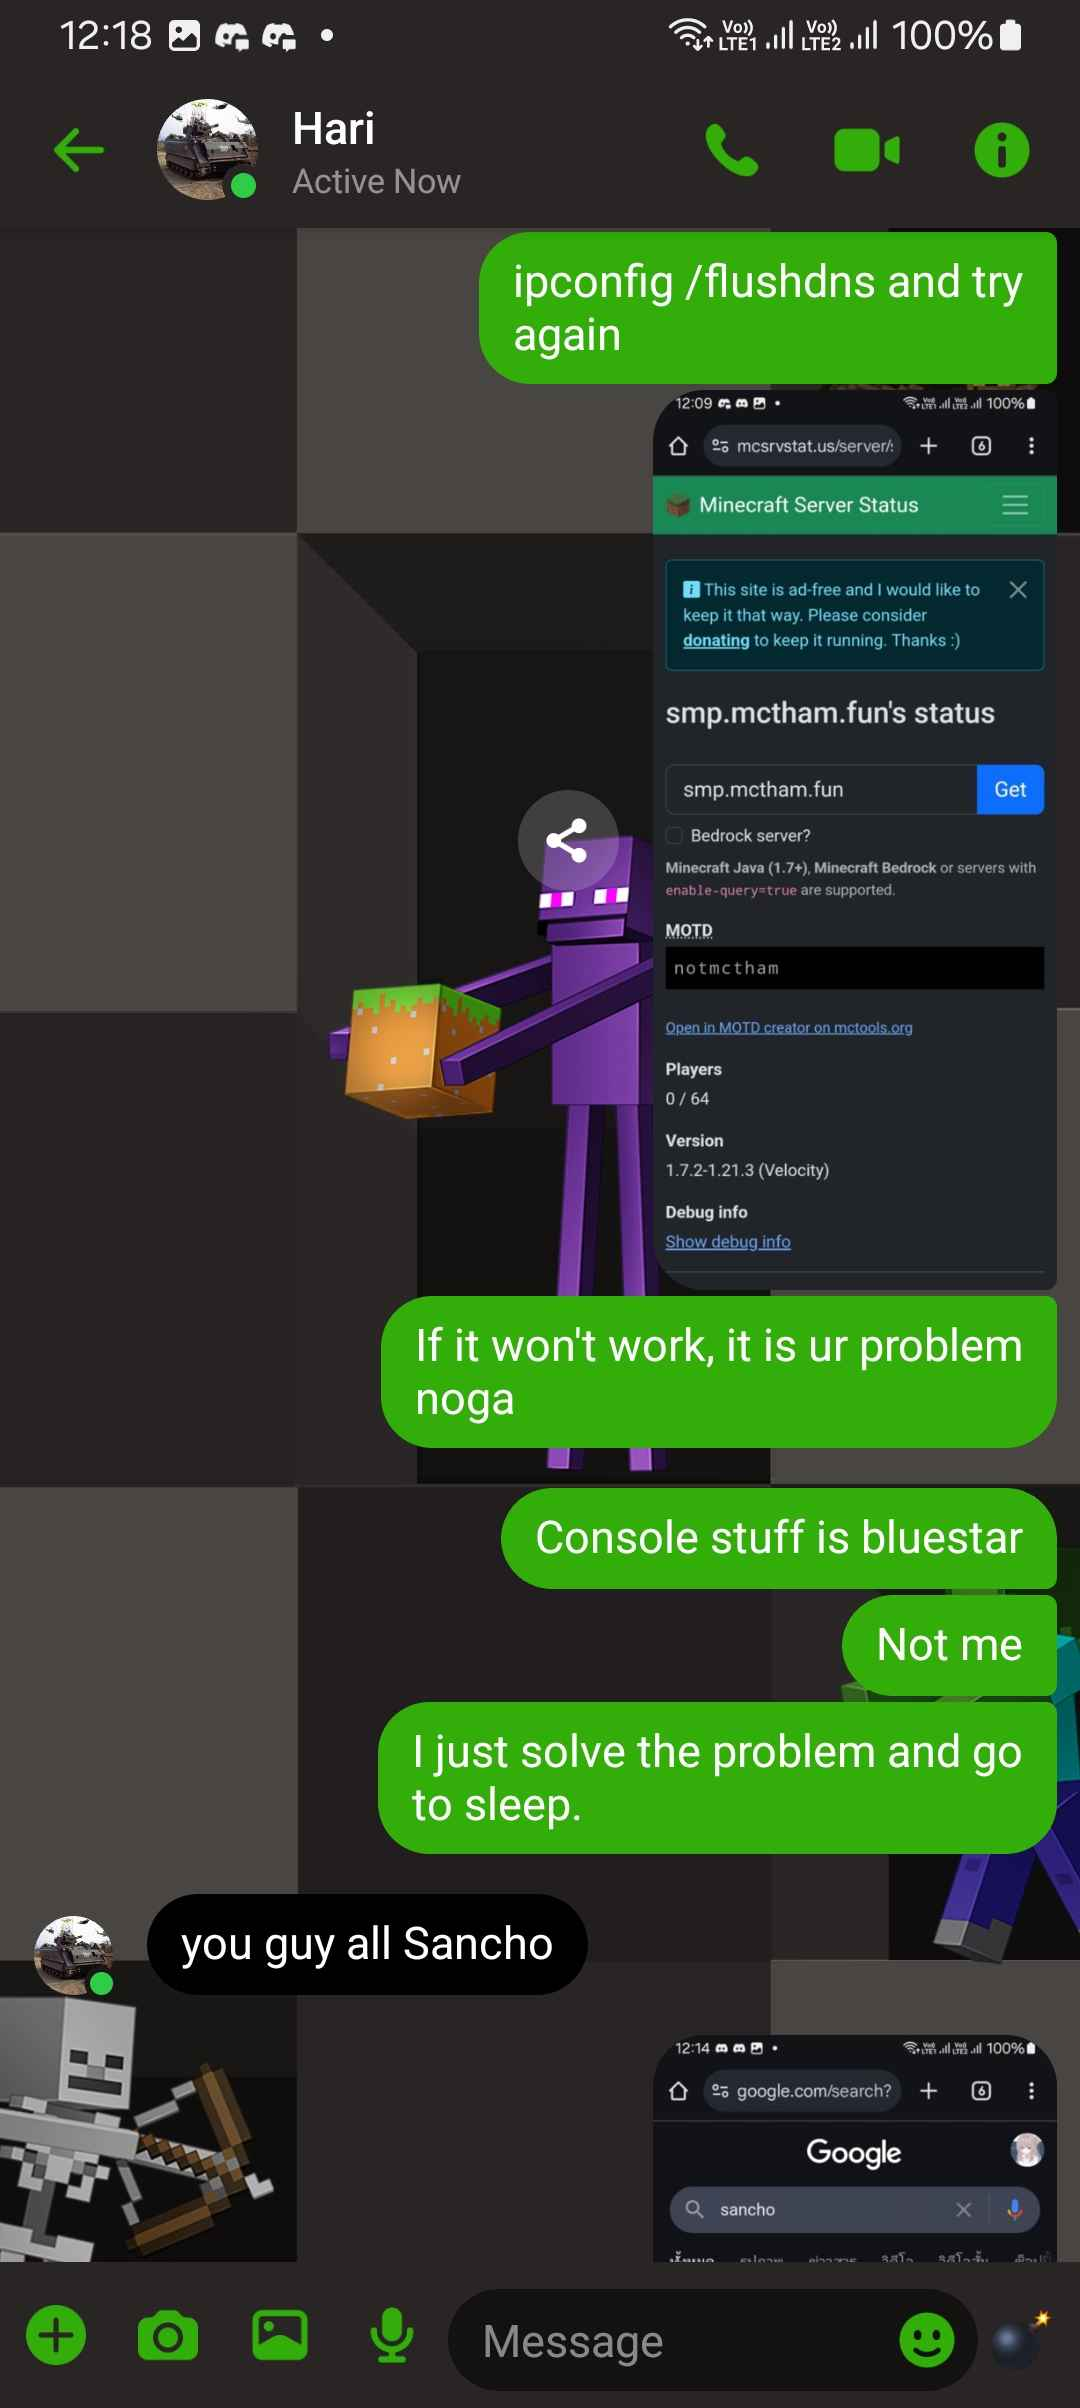 12:18
Vo)) LTE1 Vo)) LTE2 100%
Hari
Active Now
ipconfig /flushdns and try
again
12:09 100%
mcsrvstat.us/server/
6
Minecraft Server Status
This site is ad-free and I would like to
keep it that way. Please consider
donating to keep it running. Thanks :)
smp.mctham.fun's status
smp.mctham.fun Get
Bedrock server?
Minecraft Java (1.7+), Minecraft Bedrock or servers with
enable-query=true are supported.
MOTD
notmctham
Open in MOTD creator on mctools.org
Players
0 / 64
Version
1.7.2-1.21.3 (Velocity)
Debug info
Show debug info
If it won't work, it is ur problem
noga
Console stuff is bluestar
Not me
I just solve the problem and go
to sleep.
you guy all Sancho
12:14 100%
google.com/search?
6
Google
sancho
Message